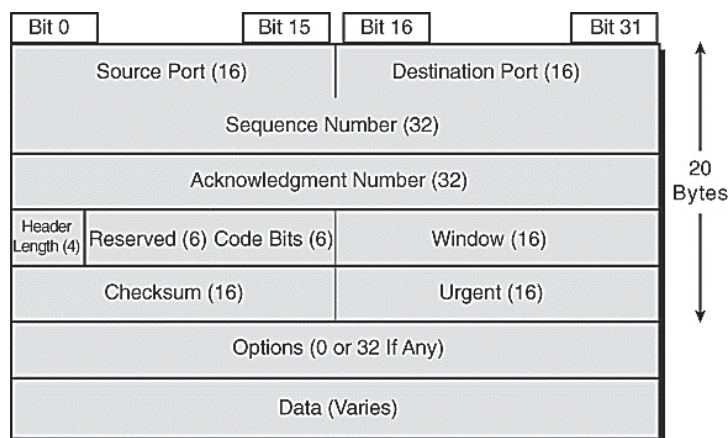 Bit 0
Bit 15
Bit 16
Bit 31
Source Port (16)
Destination Port (16)
Sequence Number (32)
20
Bytes
Acknowledgment Number (32)
Header
Length (4)
Reserved (6) Code Bits (6)
Window (16)
Checksum (16)
Urgent (16)
Options (0 or 32 If Any)
Data (Varies)